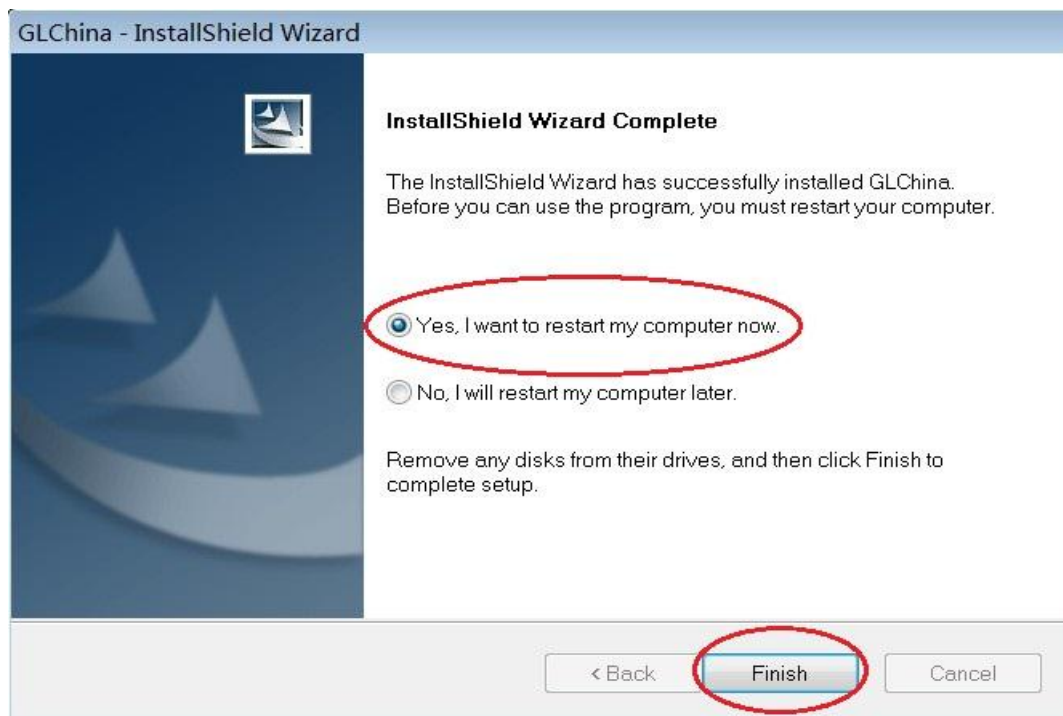 GLChina - InstallShield Wizard
InstallShield Wizard Complete
The InstallShield Wizard has successfully installed GLChina.
Before you can use the program, you must restart your computer.
Yes, I want to restart my computer now.
No, I will restart my computer later.
Remove any disks from their drives, and then click Finish to
complete setup.
< Back
Finish
Cancel